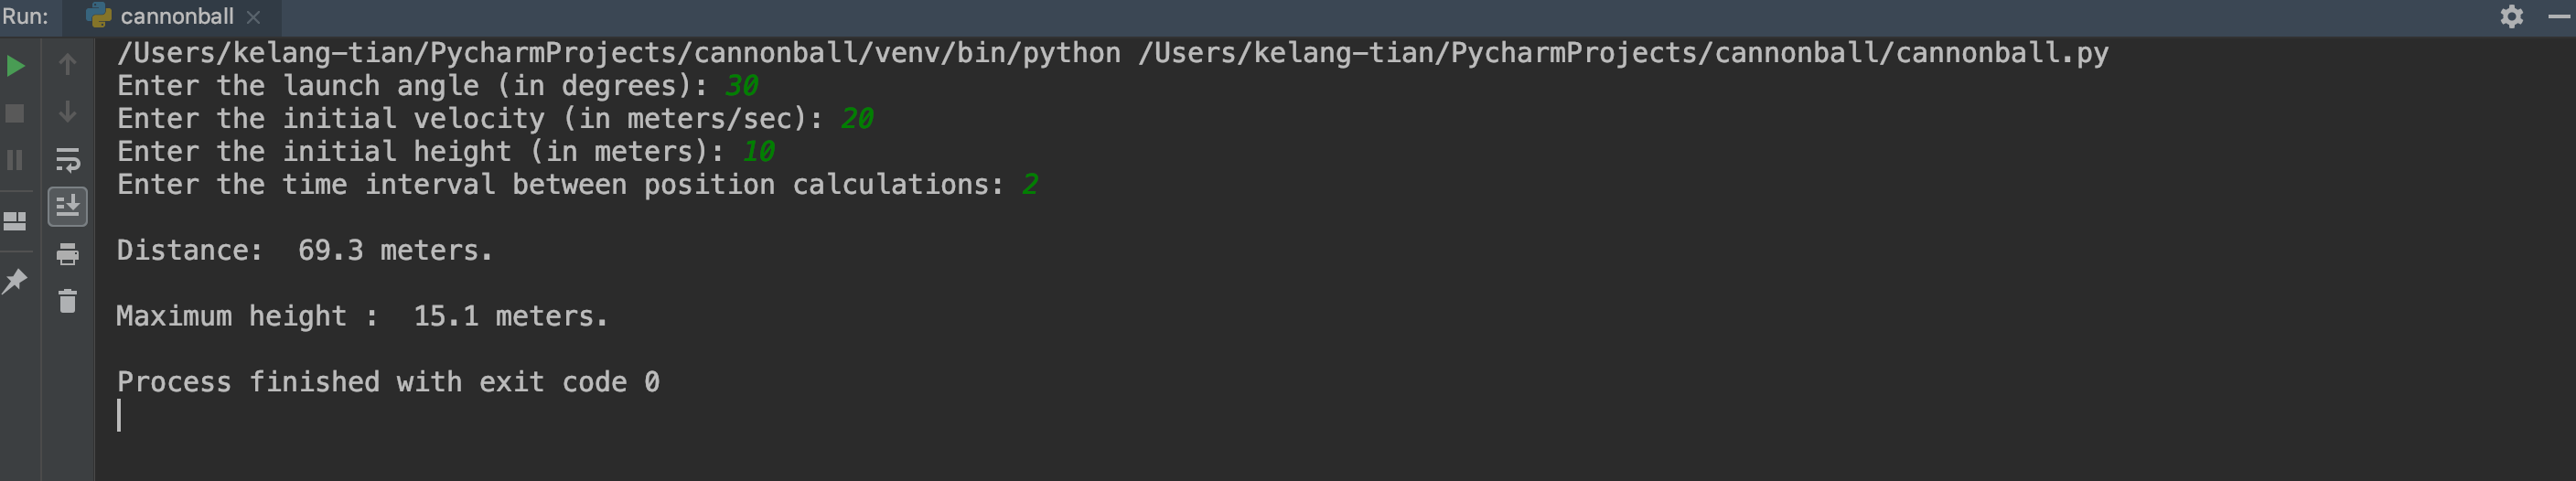 Run: cannonball
/Users/kelang-tian/PycharmProjects/cannonball/venv/bin/python /Users/kelang-tian/PycharmProjects/cannonball/cannonball.py
Enter the launch angle (in degrees): 30
Enter the initial velocity (in meters/sec): 20
Enter the initial height (in meters): 10
Enter the time interval between position calculations: 2
Distance:  69.3 meters.
Maximum height :  15.1 meters.
Process finished with exit code 0